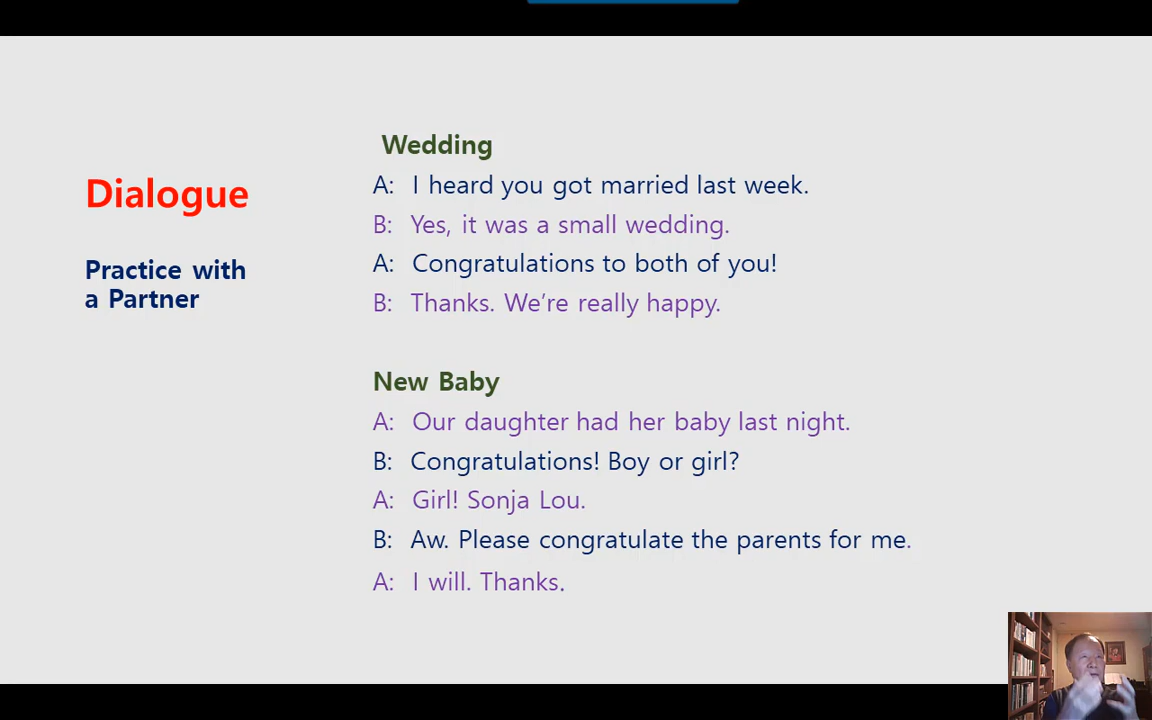 Dialogue
Practice with
a Partner
Wedding
A: I heard you got married last week.
B: Yes, it was a small wedding.
A: Congratulations to both of you!
B: Thanks. We’re really happy.
New Baby
A: Our daughter had her baby last night.
B: Congratulations! Boy or girl?
A: Girl! Sonja Lou.
B: Aw. Please congratulate the parents for me.
A: I will. Thanks.